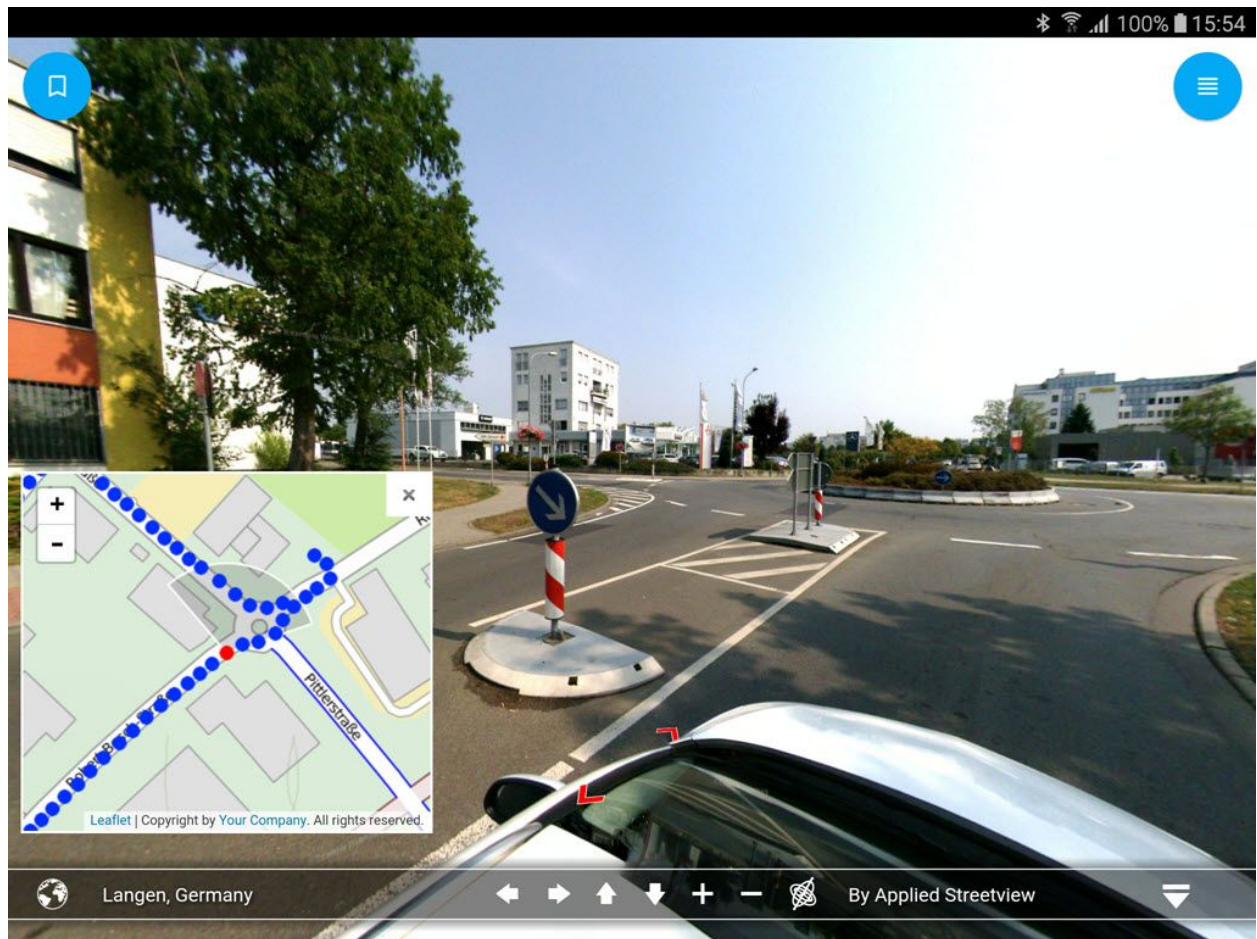 100% 15:54
+
-
Pittlerstraße
Leaflet | Copyright by Your Company. All rights reserved.
Langen, Germany
By Applied Streetview